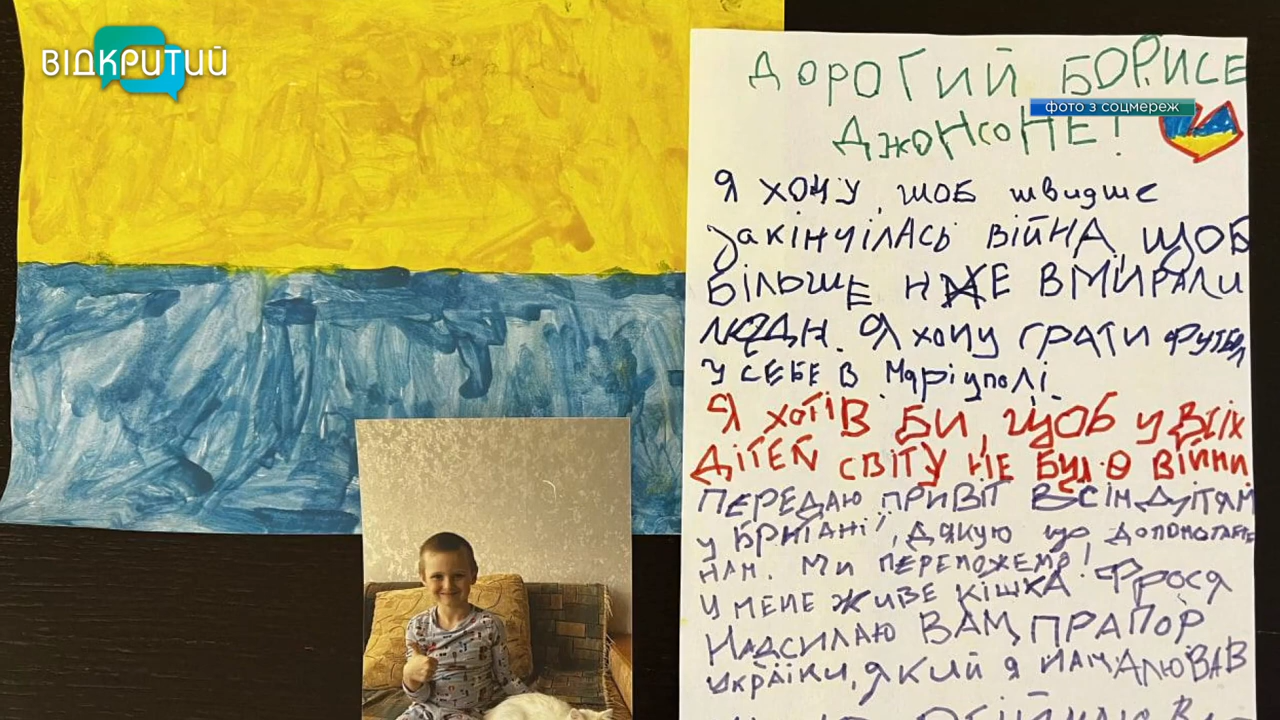 ВІДКРИТИЙ
фото з соцмереж
ДОРОГИЙ БОРИСЕ
ДЖОНСОНЕ!
Я ХОЧУ, ЩОБ ШВИДШЕ
ЗАКІНЧІЛАСЬ ВІЙНА, ЩОБ
БІЛЬШЕ НЕ ВМИРАЛИ
ЛЮДИ. Я ХОЧУ ГРАТИ ФУТБОЛ
У СЕБЕ В Маріуполі.
Я ХОТІВ БИ, ЩОБ У ВСІХ
ДІТЕЙ СВІТУ НЕ БУЛО ВІЙНИ
ПЕРЕДАЮ ПРИВІТ ВСІМ ДІТЯМ
У БРИТАНІЇ, ДЯКУЮ ЩО ДОПОМОГАЄТЕ
НАМ. МИ ПЕРЕМОЖЕМО!
У МЕНЕ ЖИВЕ КІШКА ФРОСЯ
НАДСИЛАЮ ВАМ ПРАПОР
УКРАЇНИ, ЯКИЙ Я НАМАЛЮВАВ